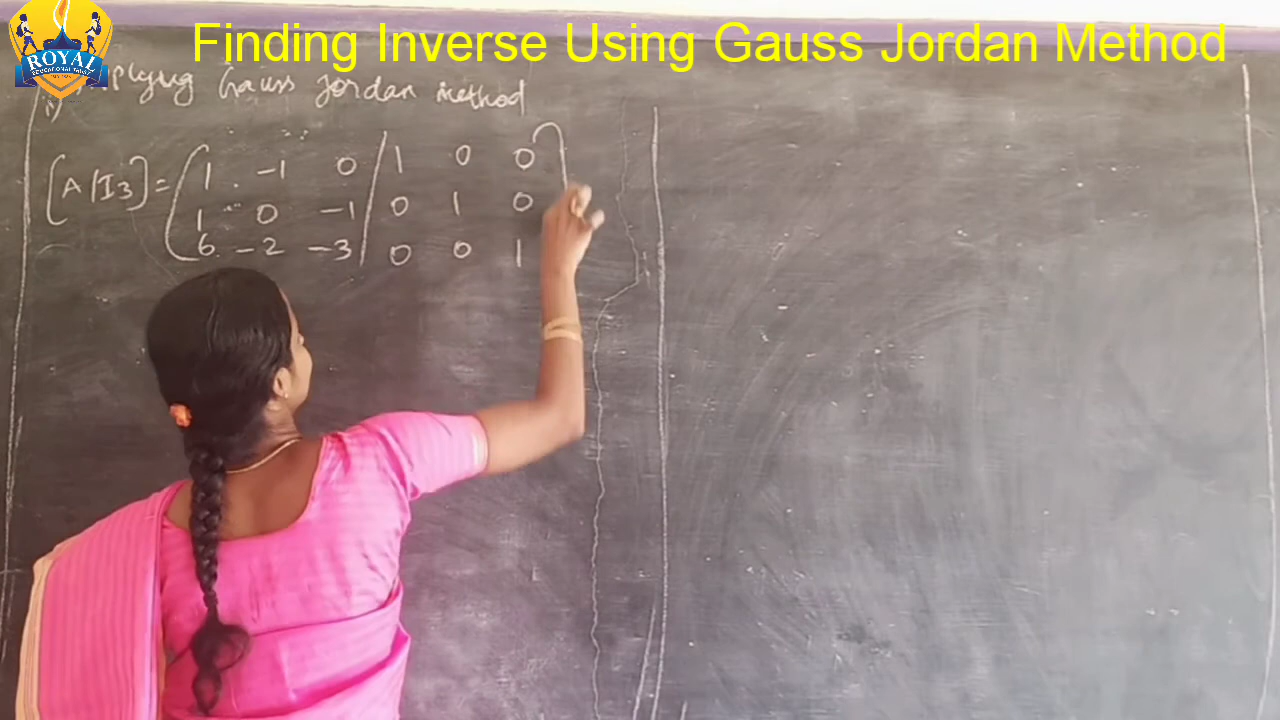 Finding Inverse Using Gauss Jordan Method
ROYAL
Gauss Jordan method
[A/I3] = ( 1 -1 0 | 1 0 0 )
1 0 -1 | 0 1 0
6 -2 -3 | 0 0 1